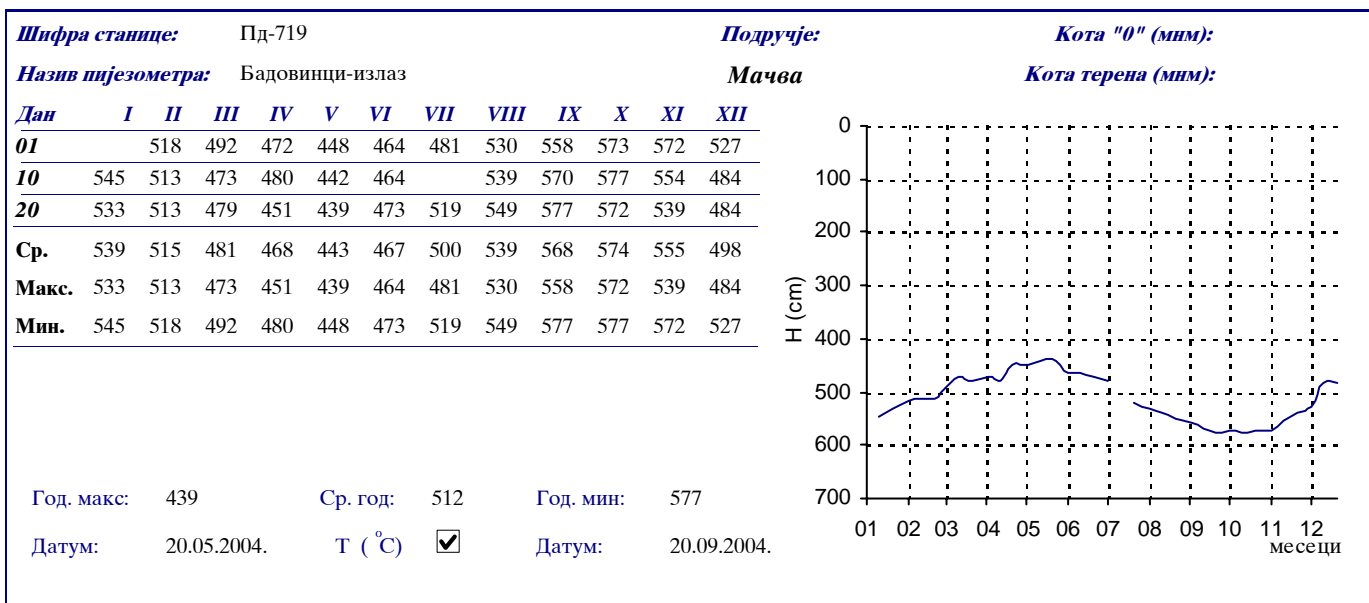 Шифра станице: Пд-719 Подручје: Кота "0" (мнм):
Назив пијезометра: Бадовинци-излаз Мачва Кота терена (мнм):
Дан I II III IV V VI VII VIII IX X XI XII
01 518 492 472 448 464 481 530 558 573 572 527
10 545 513 473 480 442 464 539 570 577 554 484
20 533 513 479 451 439 473 519 549 577 572 539 484
Ср. 539 515 481 468 443 467 500 539 568 574 555 498
Макс. 533 513 473 451 439 464 481 530 558 572 539 484
Мин. 545 518 492 480 448 473 519 549 577 577 572 527
0
100
200
300
400
500
600
700
H (cm)
01 02 03 04 05 06 07 08 09 10 11 12
месеци
Год. макс: 439 Ср. год: 512 Год. мин: 577
Датум: 20.05.2004. Т ( °C) Датум: 20.09.2004.